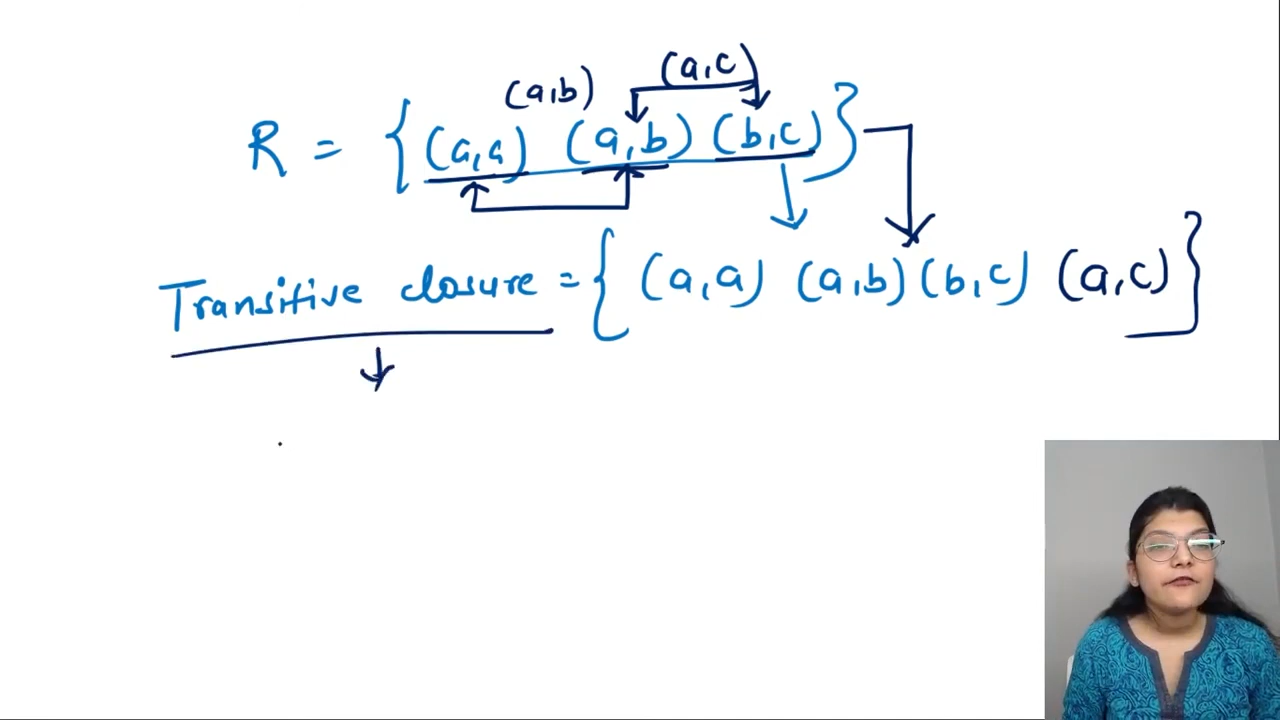 (a,b) (a,c)
R = { (a,a) (a,b) (b,c) }
Transitive closure = { (a,a) (a,b) (b,c) (a,c) }